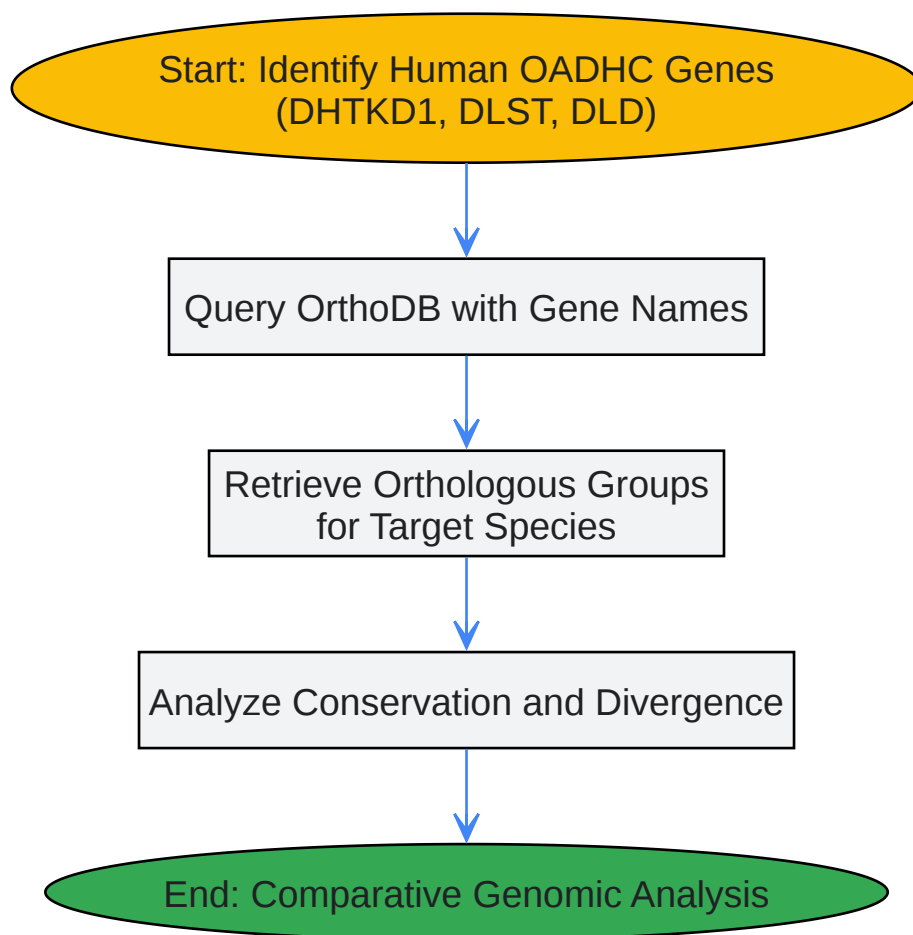 Start: Identify Human OADHC Genes
(DHTKD1, DLST, DLD)
Query OrthoDB with Gene Names
Retrieve Orthologous Groups
for Target Species
Analyze Conservation and Divergence
End: Comparative Genomic Analysis